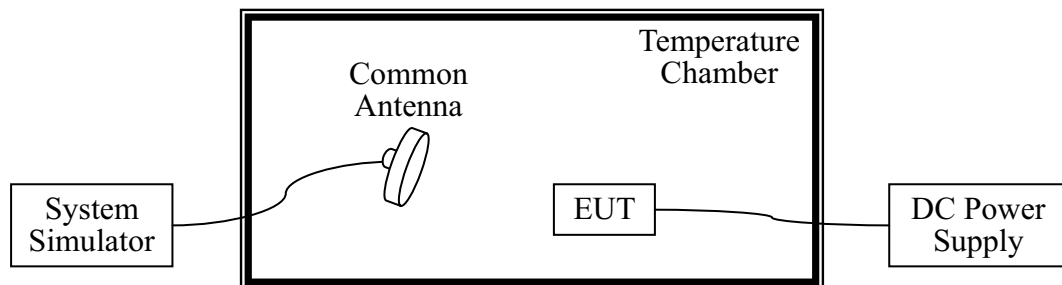 Temperature
Chamber
Common
Antenna
System
Simulator
EUT
DC Power
Supply